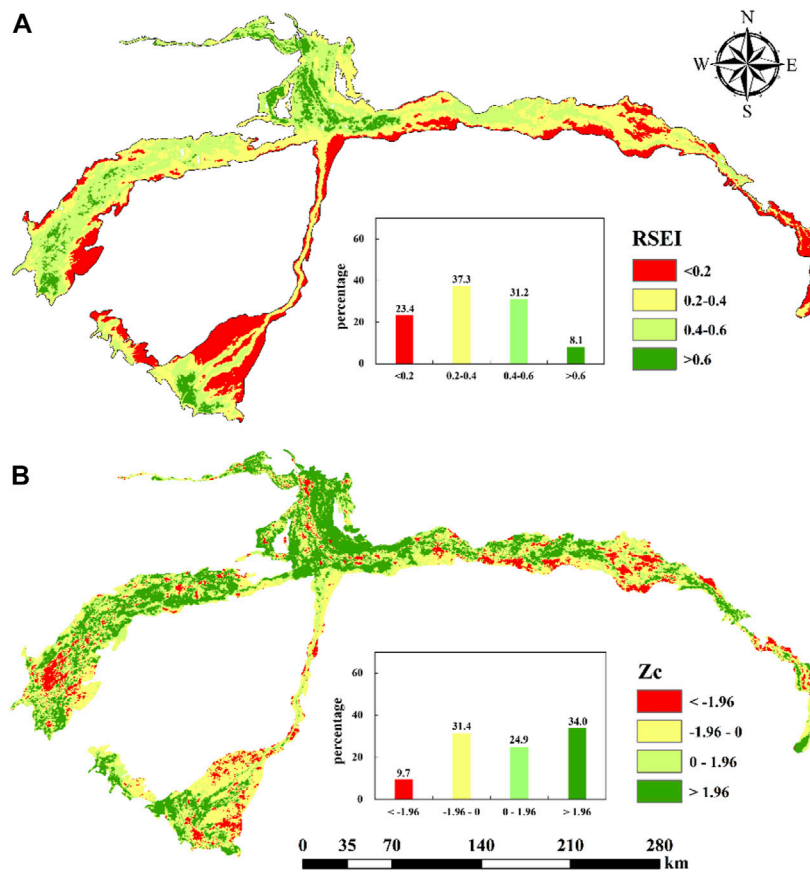 A
N
W E
S
RSEI
<0.2
0.2-0.4
0.4-0.6
>0.6
percentage
60
40
20
0
23.4
37.3
31.2
8.1
<0.2 0.2-0.4 0.4-0.6 >0.6
B
Zc
< -1.96
-1.96 - 0
0 - 1.96
> 1.96
percentage
60
40
20
0
9.7
31.4
24.9
34.0
< -1.96 -1.96 - 0 0 - 1.96 > 1.96
0 35 70 140 210 280
km